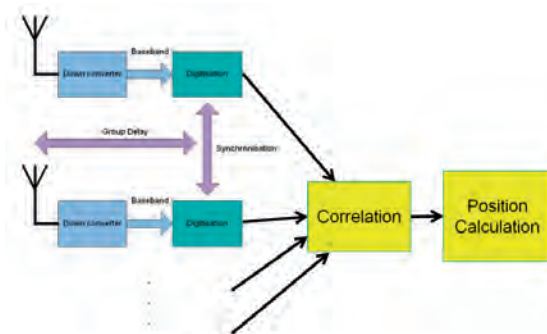 Baseband
Down converter
Digitisation
Group Delay
Synchronisation
Baseband
Down converter
Digitisation
Correlation
Position
Calculation